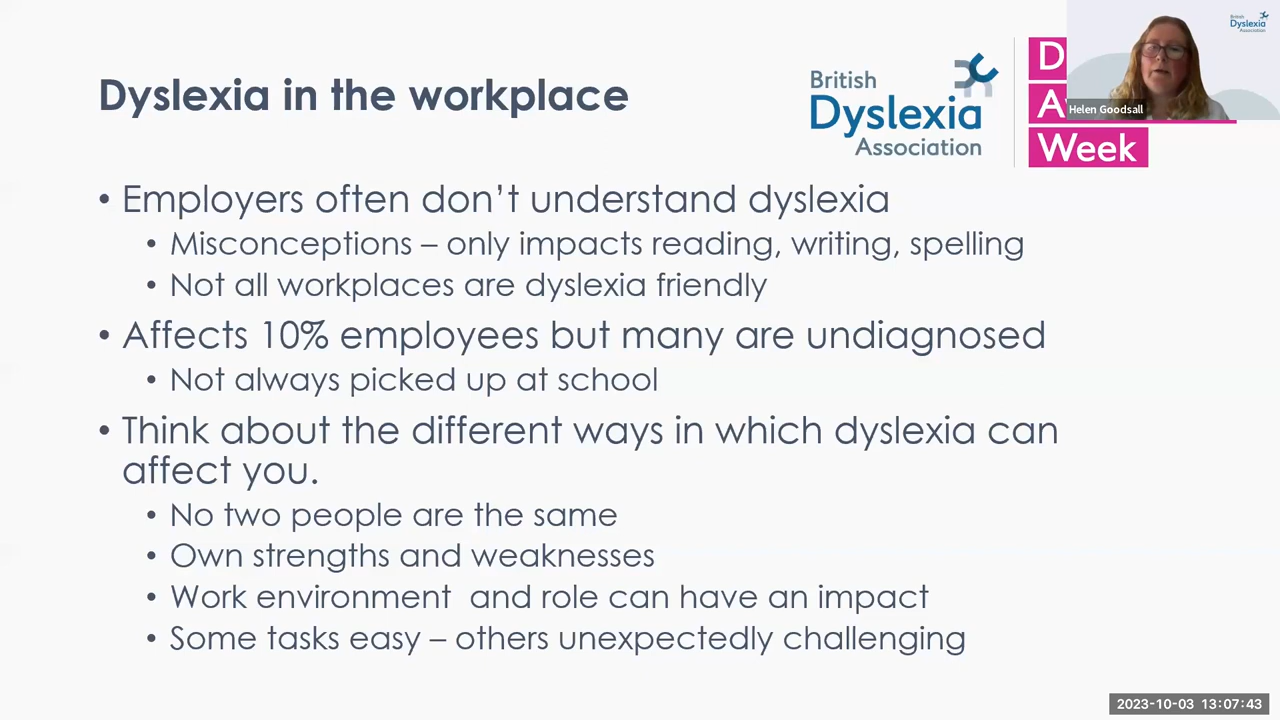 Dyslexia in the workplace
British
Dyslexia
Association
D
A
Week
Helen Goodsall
British
Dyslexia
Association
• Employers often don’t understand dyslexia
• Misconceptions – only impacts reading, writing, spelling
• Not all workplaces are dyslexia friendly
• Affects 10% employees but many are undiagnosed
• Not always picked up at school
• Think about the different ways in which dyslexia can
affect you.
• No two people are the same
• Own strengths and weaknesses
• Work environment  and role can have an impact
• Some tasks easy – others unexpectedly challenging
2023-10-03 13:07:43